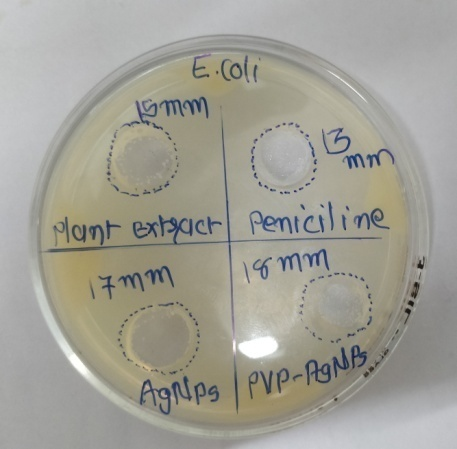 E.coli
15mm
13
mm
Plant Extract
Peniciline
17mm
18mm
AgNPs
PVP-AgNPs